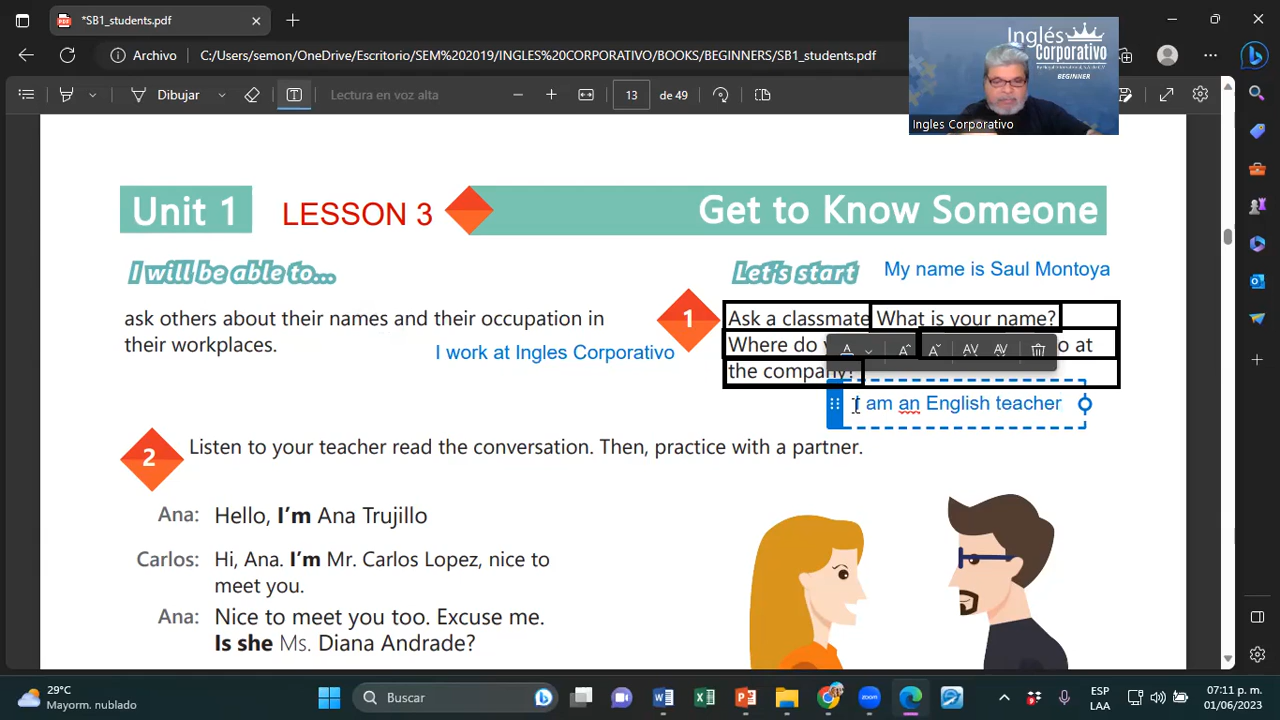 *SB1_students.pdf
Inglés
Corporativo
BEGINNER
Ingles Corporativo
Archivo
C:/Users/semon/OneDrive/Escritorio/SEM%202019/INGLES%20CORPORATIVO/BOOKS/BEGINNERS/SB1_students.pdf
Dibujar
Lectura en voz alta
13 de 49
Unit 1
LESSON 3
Get to Know Someone
I will be able to...
Let's start
My name is Saul Montoya
ask others about their names and their occupation in
their workplaces.
I work at Ingles Corporativo
1
Ask a classmate What is your name?
Where do
o at
the company?
I am an English teacher
2
Listen to your teacher read the conversation. Then, practice with a partner.
Ana: Hello, I'm Ana Trujillo
Carlos: Hi, Ana. I'm Mr. Carlos Lopez, nice to
meet you.
Ana: Nice to meet you too. Excuse me.
Is she Ms. Diana Andrade?
29°C
Mayorm. nublado
Buscar
ESP
LAA
07:11 p. m.
01/06/2023